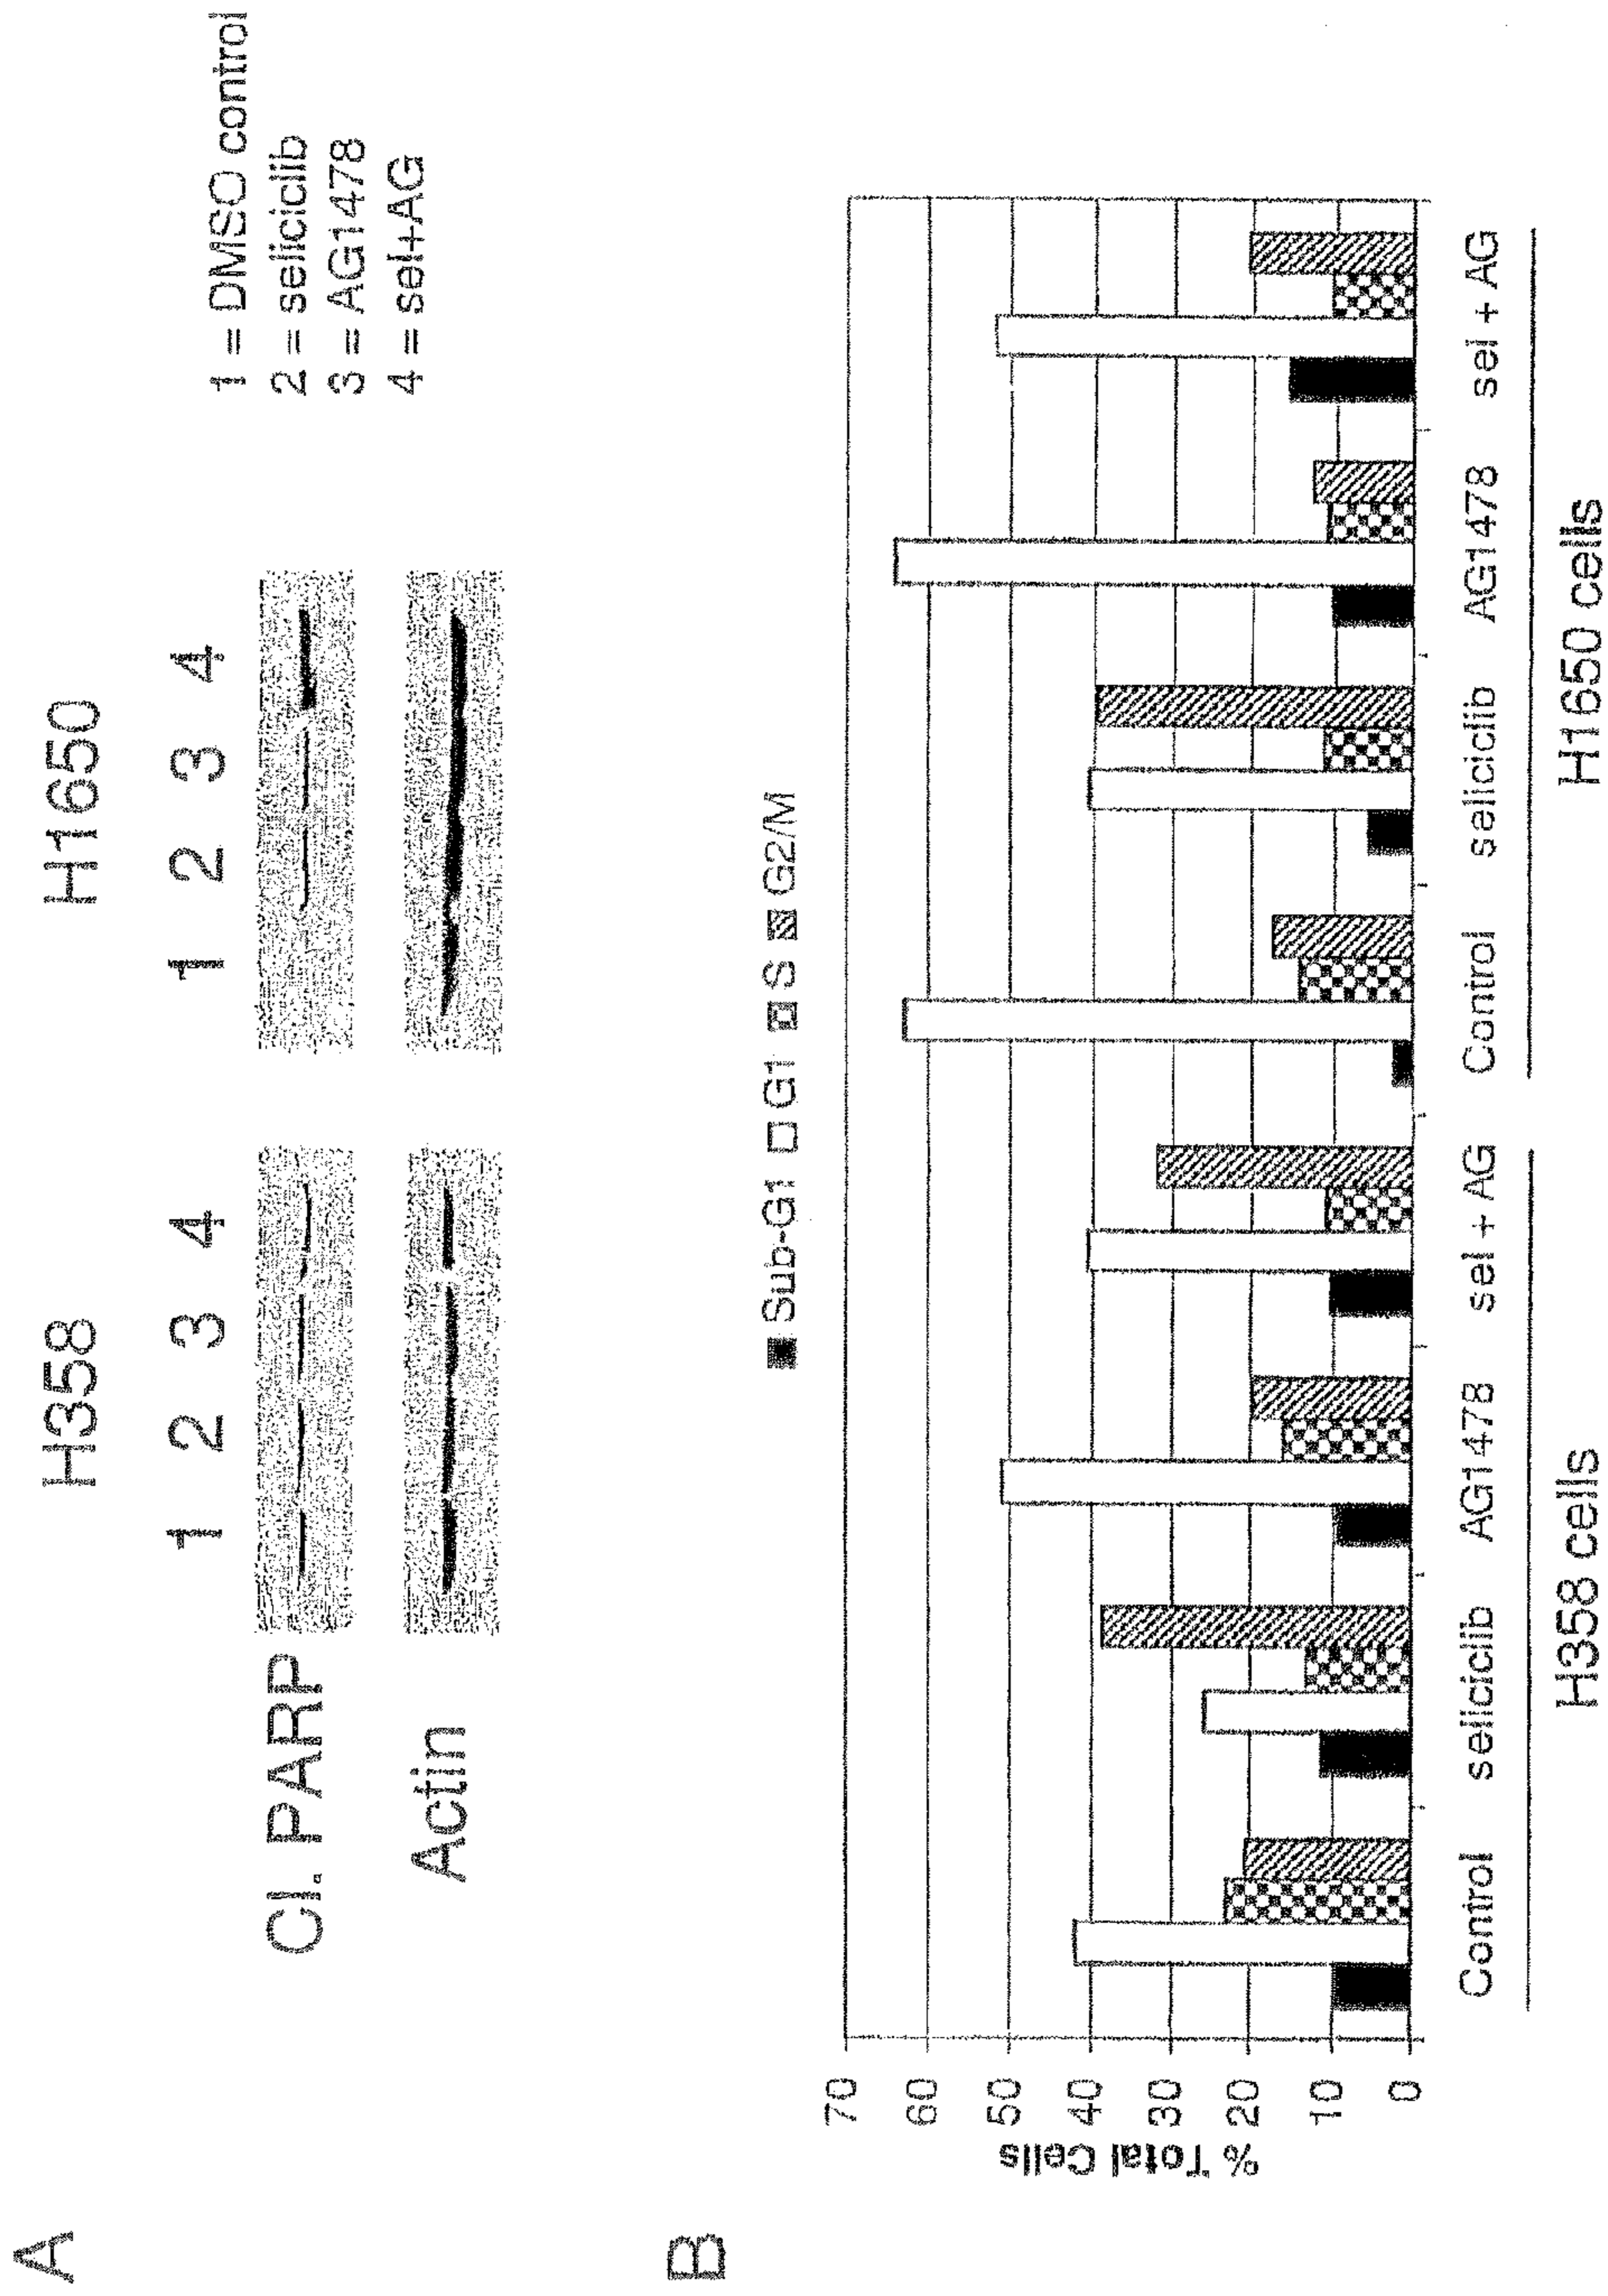 A
H358
H1650
1 2 3 4
1 2 3 4
Cl. PARP
Actin
1 = DMSO control
2 = seliciclib
3 = AG1478
4 = sel+AG
B
Sub-G1 G1 S G2/M
% Total Cells
70
60
50
40
30
20
10
0
Control seliciclib AG1478 sel + AG Control seliciclib AG1478 sel + AG
H358 cells
H1650 cells